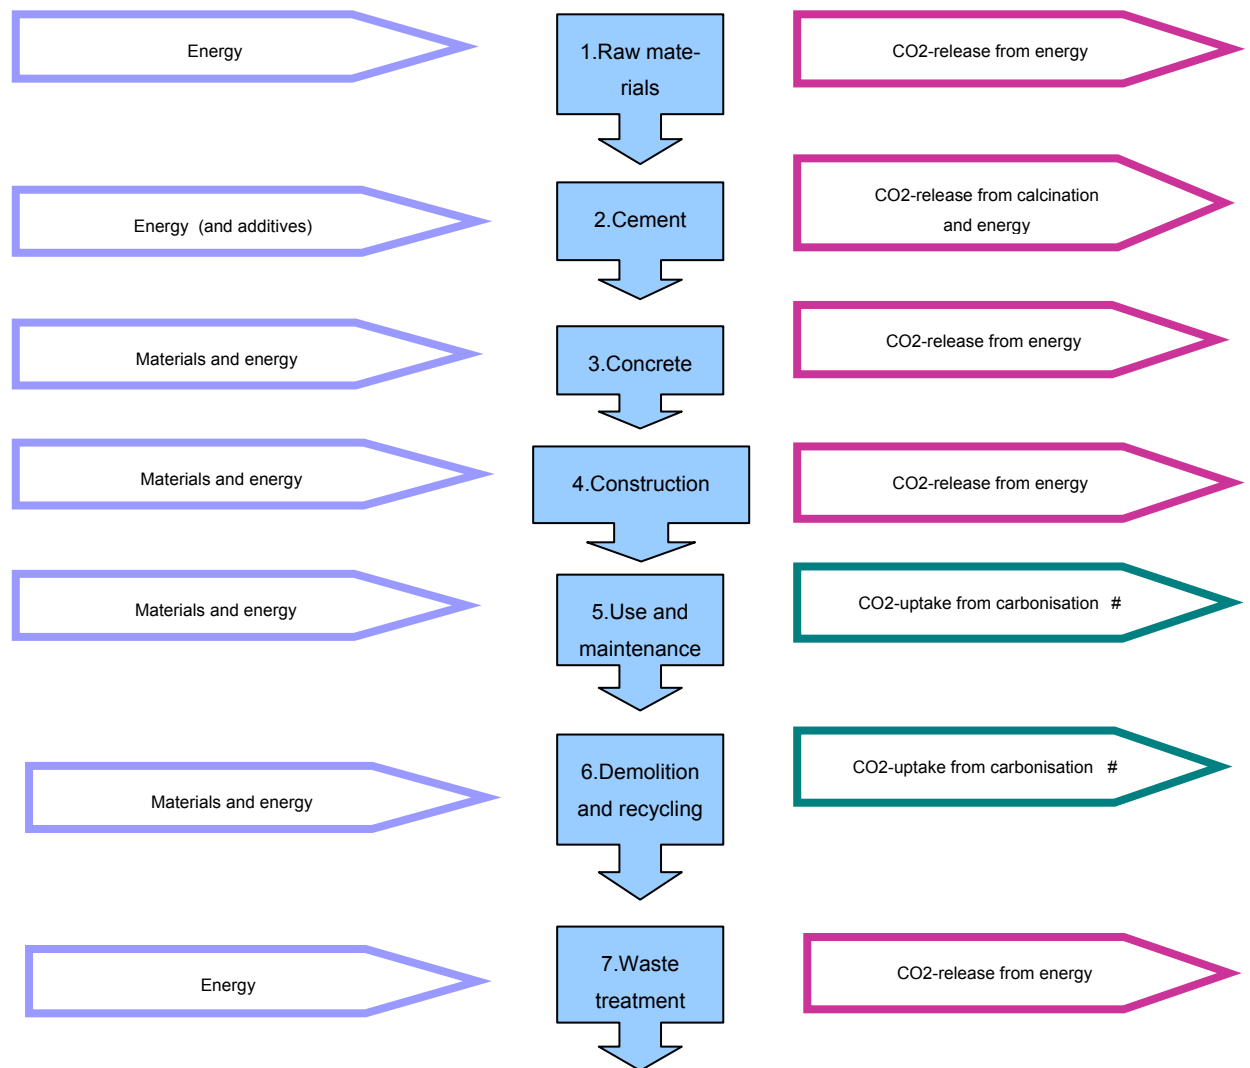 Energy
1.Raw mate-
rials
CO2-release from energy
Energy (and additives)
2.Cement
CO2-release from calcination
and energy
Materials and energy
3.Concrete
CO2-release from energy
Materials and energy
4.Construction
CO2-release from energy
Materials and energy
5.Use and
maintenance
CO2-uptake from carbonisation #
Materials and energy
6.Demolition
and recycling
CO2-uptake from carbonisation #
Energy
7.Waste
treatment
CO2-release from energy